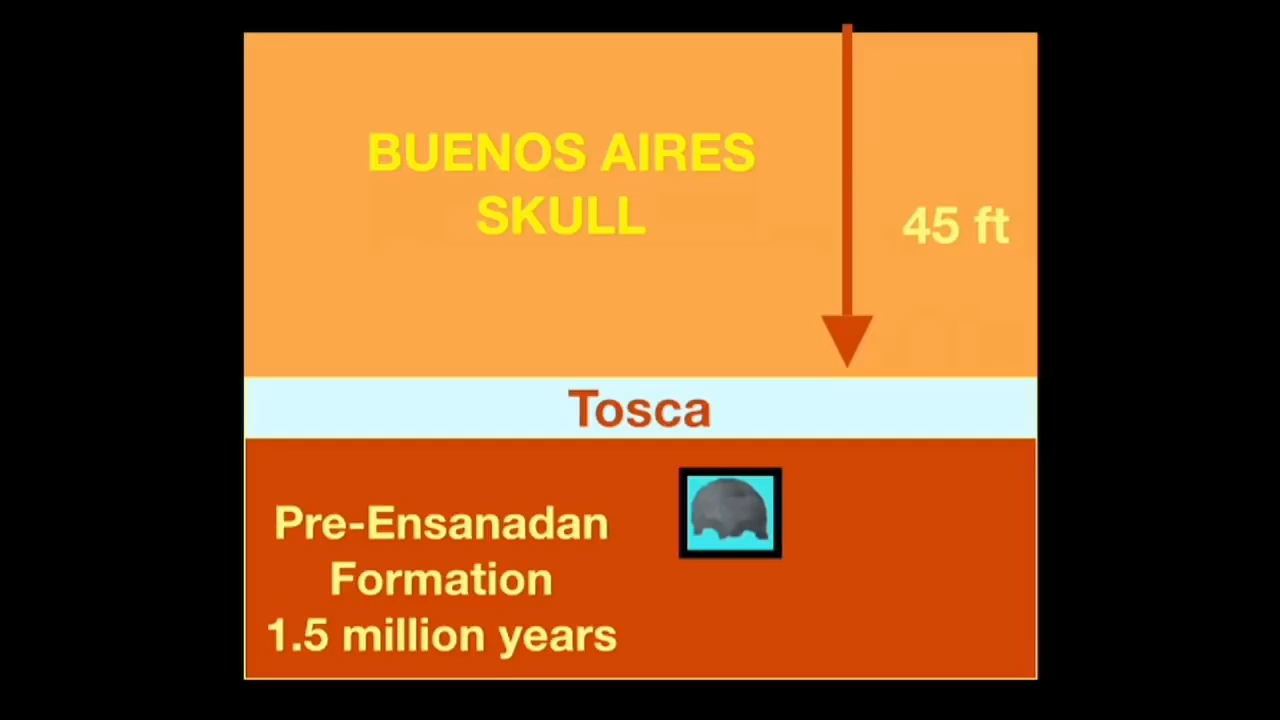 BUENOS AIRES
SKULL
45 ft
Tosca
Pre-Ensanadan
Formation
1.5 million years